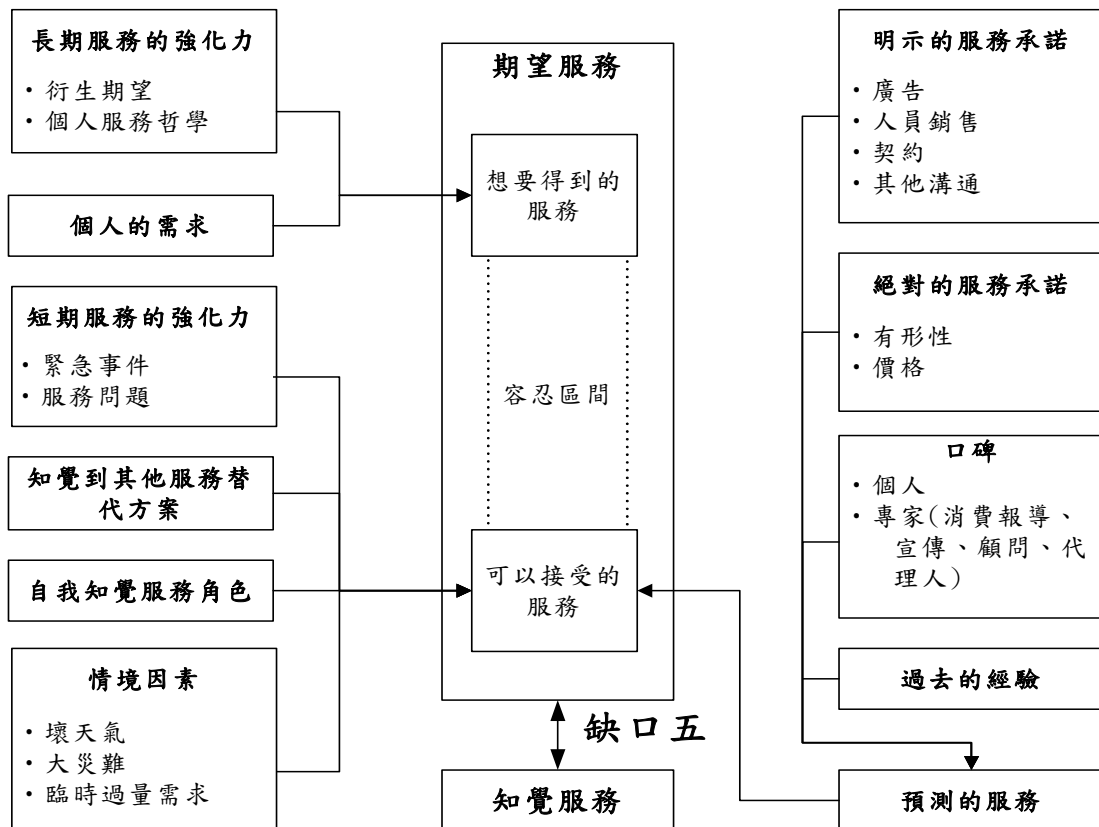 長期服務的強化力
・衍生期望
・個人服務哲學
個人的需求
短期服務的強化力
・緊急事件
・服務問題
知覺到其他服務替
代方案
自我知覺服務角色
情境因素
・壞天氣
・大災難
・臨時過量需求
期望服務
想要得到的
服務
容忍區間
可以接受的
服務
缺口五
知覺服務
明示的服務承諾
・廣告
・人員銷售
・契約
・其他溝通
絕對的服務承諾
・有形性
・價格
口碑
・個人
・專家(消費報導、
宣傳、顧問、代
理人)
過去的經驗
預測的服務